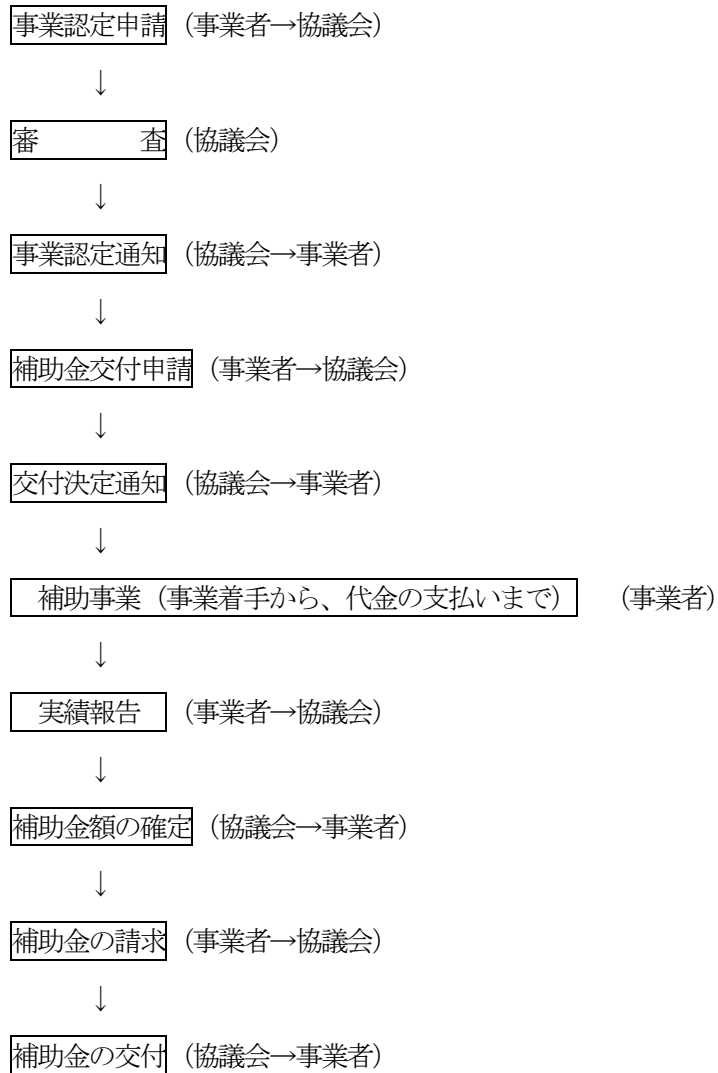 事業認定申請（事業者→協議会）
↓
審　　　　査（協議会）
↓
事業認定通知（協議会→事業者）
↓
補助金交付申請（事業者→協議会）
↓
交付決定通知（協議会→事業者）
↓
補助事業（事業着手から、代金の支払いまで）　（事業者）
↓
実績報告　（事業者→協議会）
↓
補助金額の確定（協議会→事業者）
↓
補助金の請求（事業者→協議会）
↓
補助金の交付（協議会→事業者）